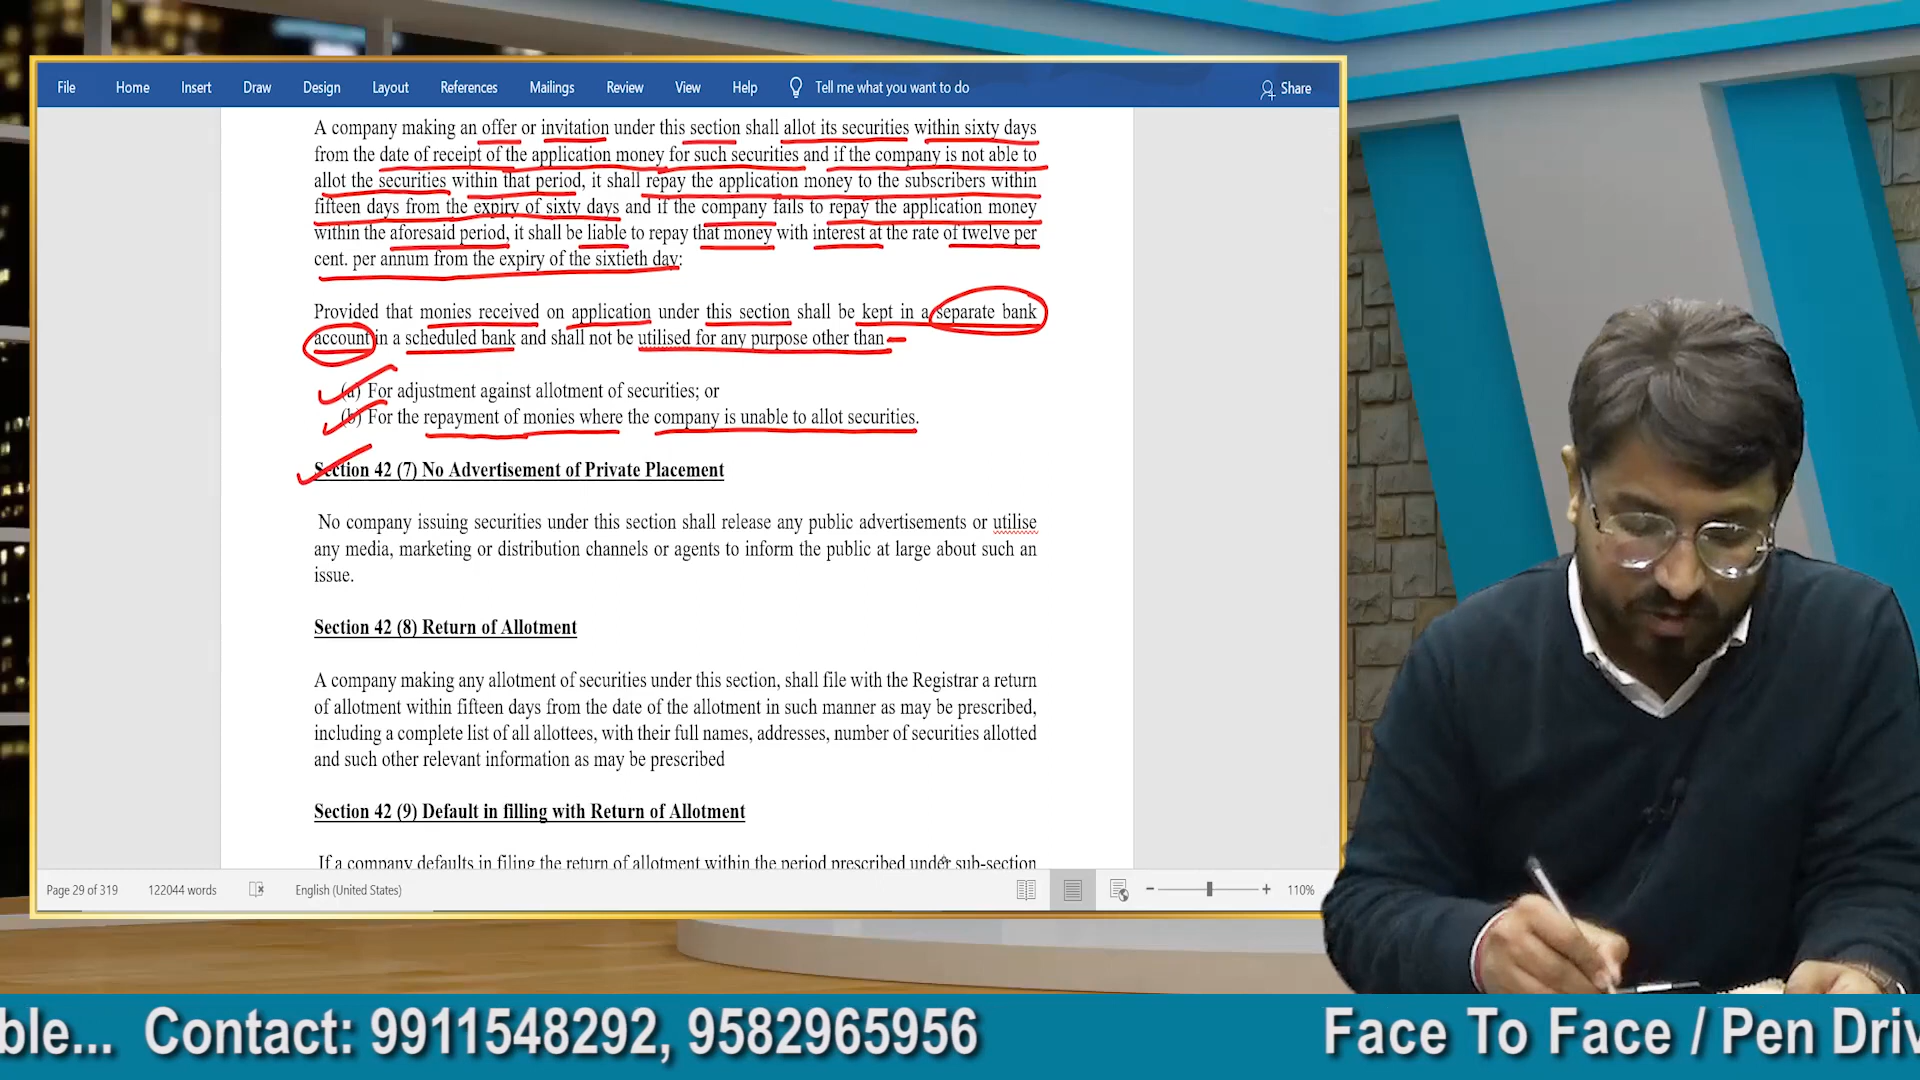 File Home Insert Draw Design Layout References Mailings Review View Help Tell me what you want to do Share
A company making an offer or invitation under this section shall allot its securities within sixty days
from the date of receipt of the application money for such securities and if the company is not able to
allot the securities within that period, it shall repay the application money to the subscribers within
fifteen days from the expiry of sixty days and if the company fails to repay the application money
within the aforesaid period, it shall be liable to repay that money with interest at the rate of twelve per
cent. per annum from the expiry of the sixtieth day:
Provided that monies received on application under this section shall be kept in a separate bank
account in a scheduled bank and shall not be utilised for any purpose other than
(a) For adjustment against allotment of securities; or
(b) For the repayment of monies where the company is unable to allot securities.
Section 42 (7) No Advertisement of Private Placement
No company issuing securities under this section shall release any public advertisements or utilise
any media, marketing or distribution channels or agents to inform the public at large about such an
issue.
Section 42 (8) Return of Allotment
A company making any allotment of securities under this section, shall file with the Registrar a return
of allotment within fifteen days from the date of the allotment in such manner as may be prescribed,
including a complete list of all allottees, with their full names, addresses, number of securities allotted
and such other relevant information as may be prescribed
Section 42 (9) Default in filling with Return of Allotment
If a company defaults in filing the return of allotment within the period prescribed under sub-section
Page 29 of 319 122044 words English (United States) 110%
ble... Contact: 9911548292, 9582965956 Face To Face / Pen Driv